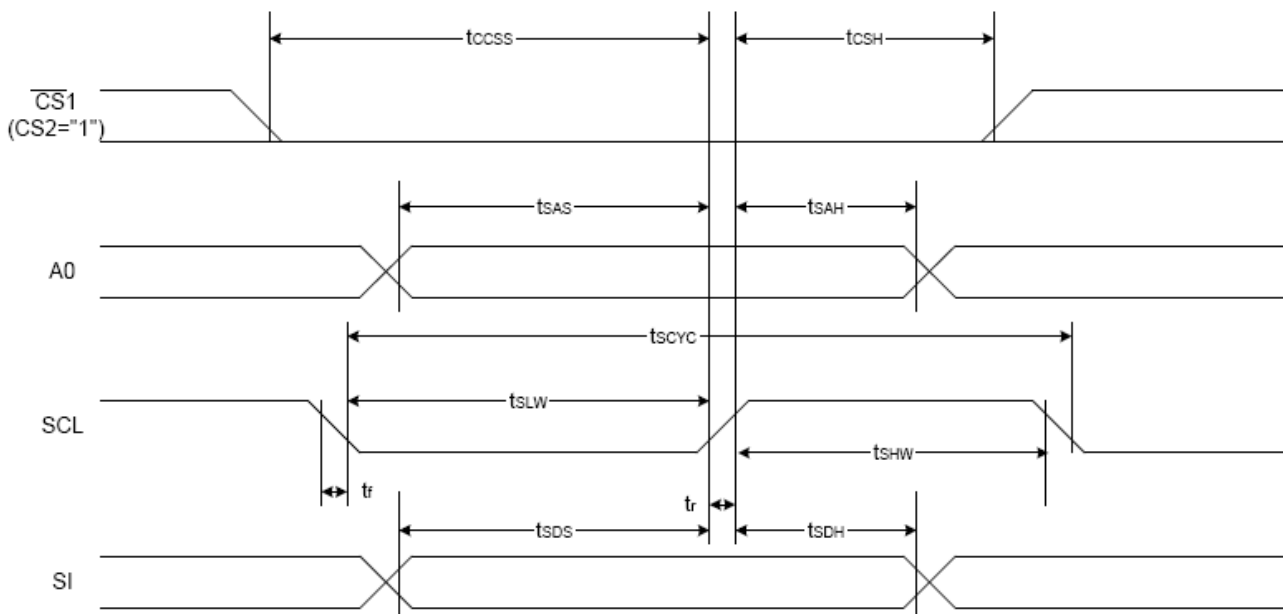 tCCSS
tCSH
CS1
(CS2="1")
tSAS
tSAH
A0
tSCYC
tSLW
SCL
tSHW
tf
tr
tSDS
tSDH
SI